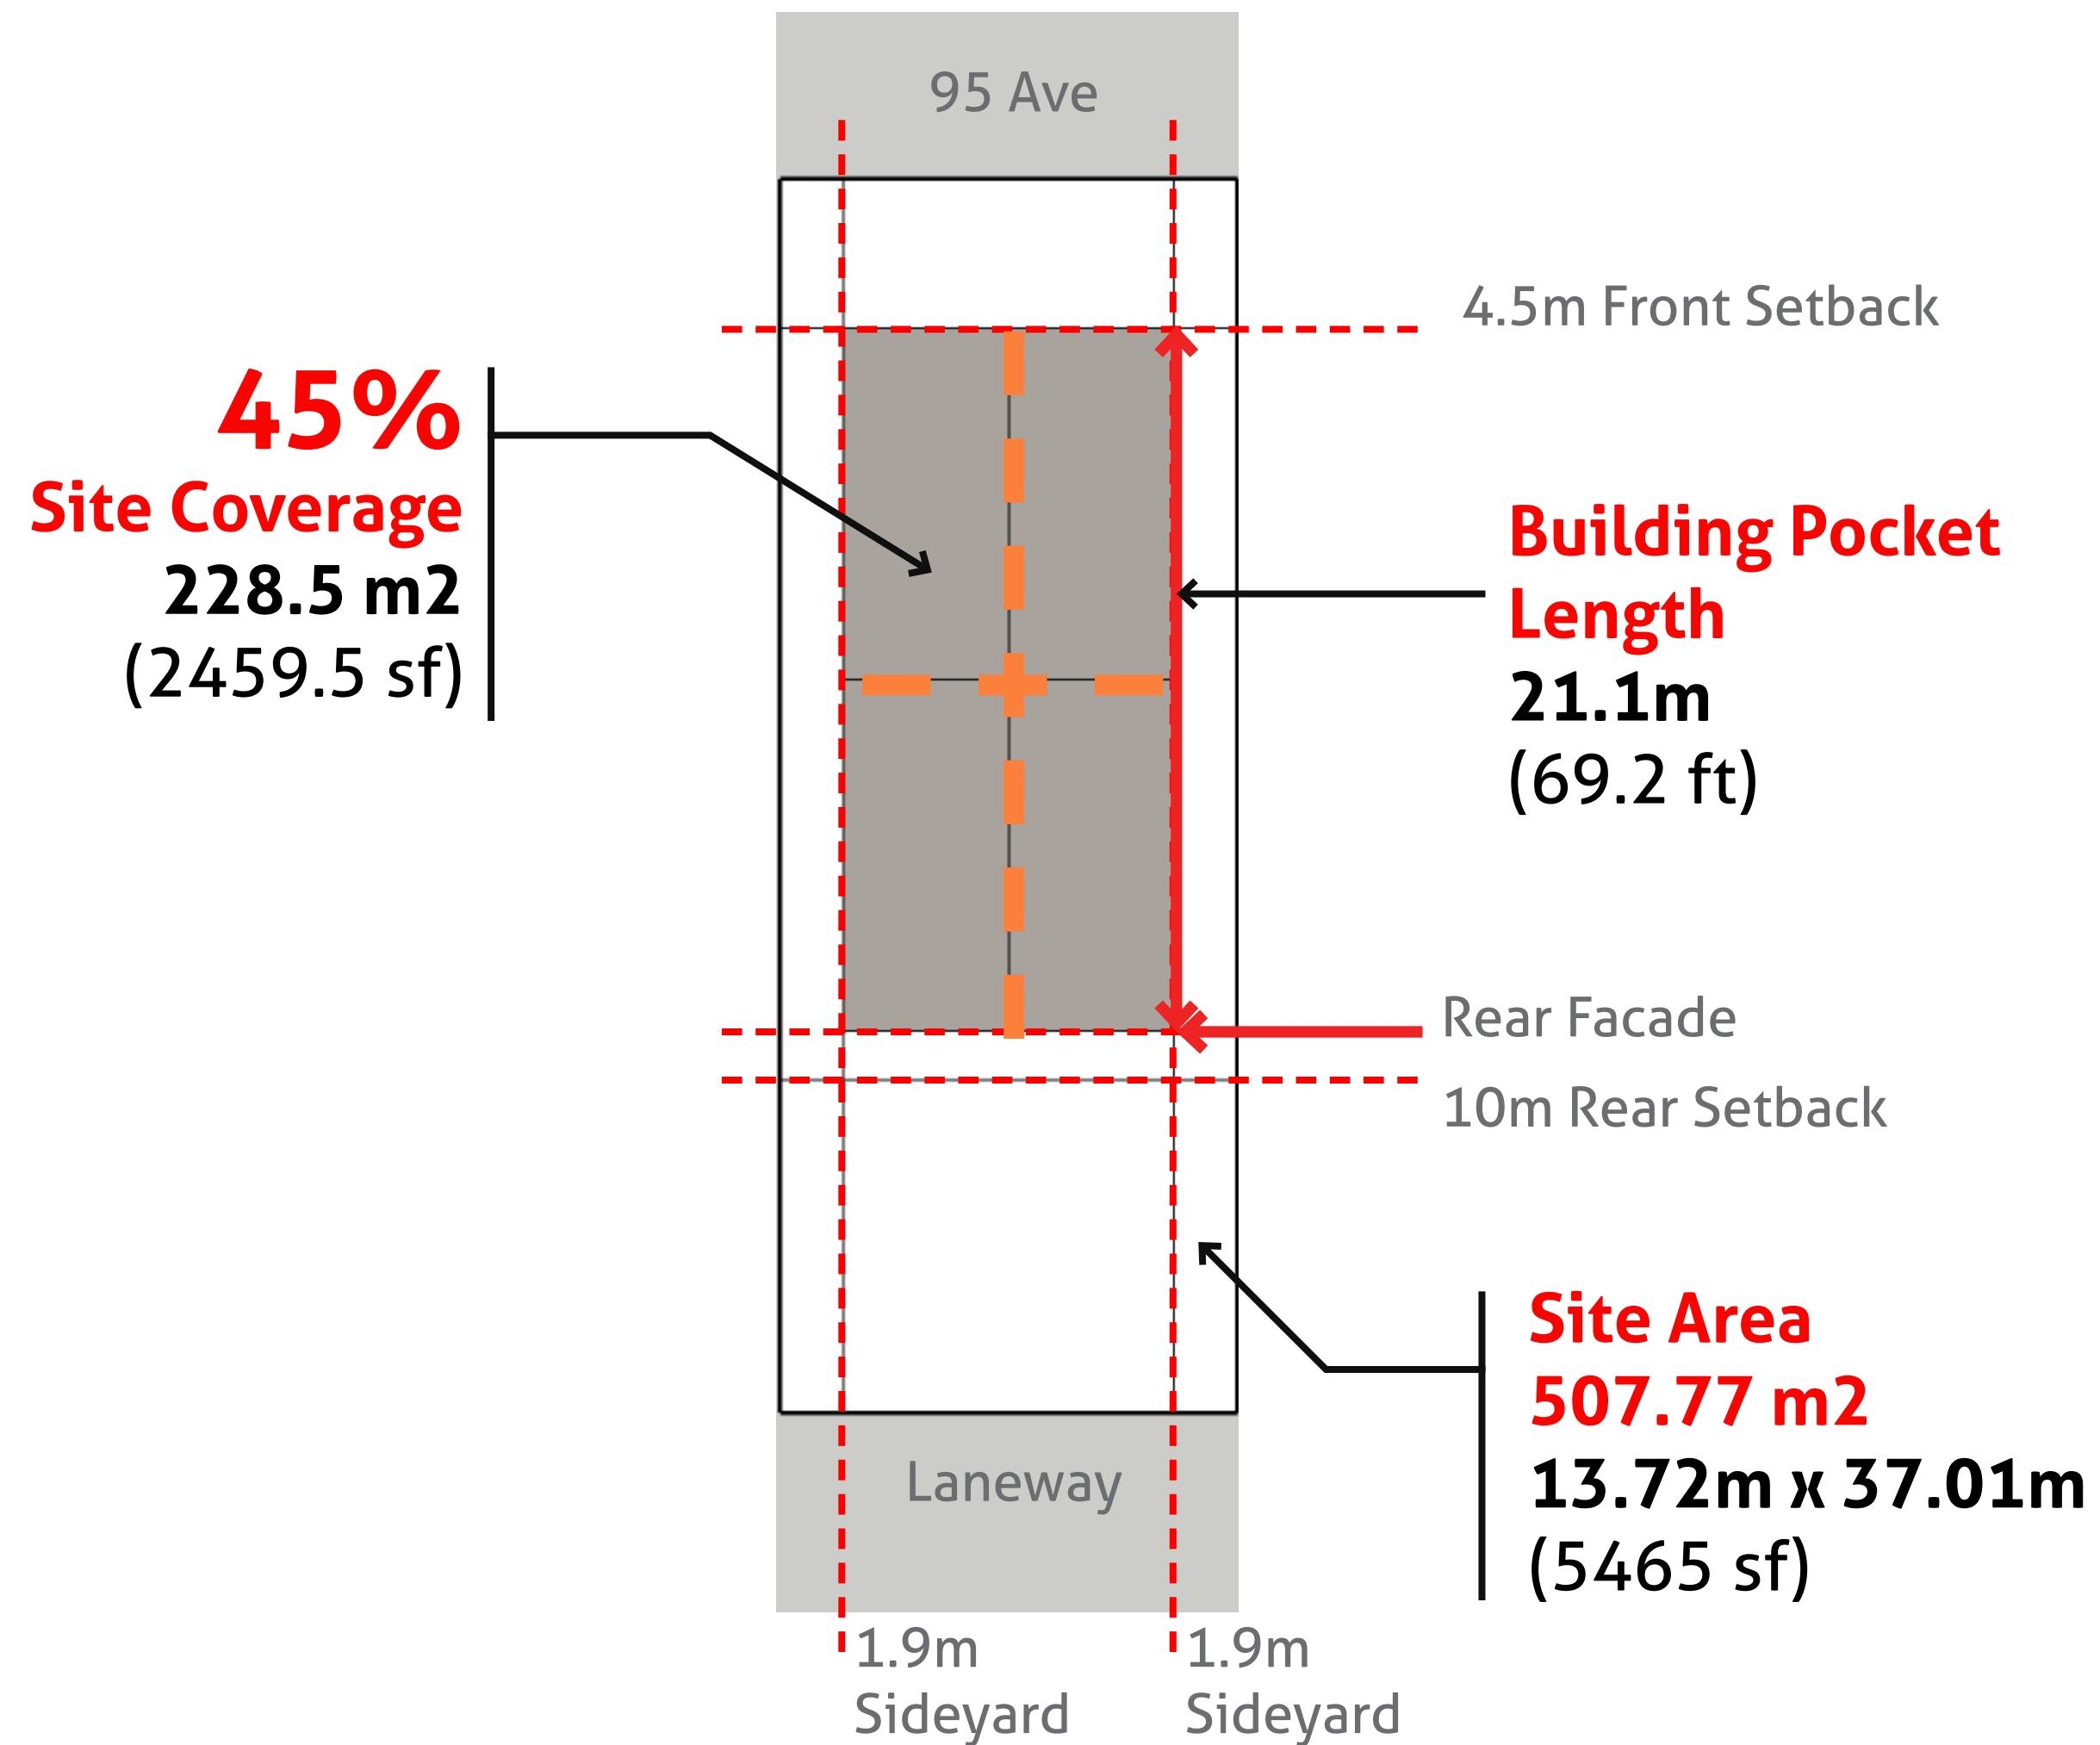 95 Ave
4.5m Front Setback
45%
Site Coverage
228.5 m2
(2459.5 sf)
Building Pocket
Length
21.1m
(69.2 ft)
Rear Facade
10m Rear Setback
Site Area
507.77 m2
13.72m x 37.01m
(5465 sf)
Laneway
1.9m
Sideyard
1.9m
Sideyard